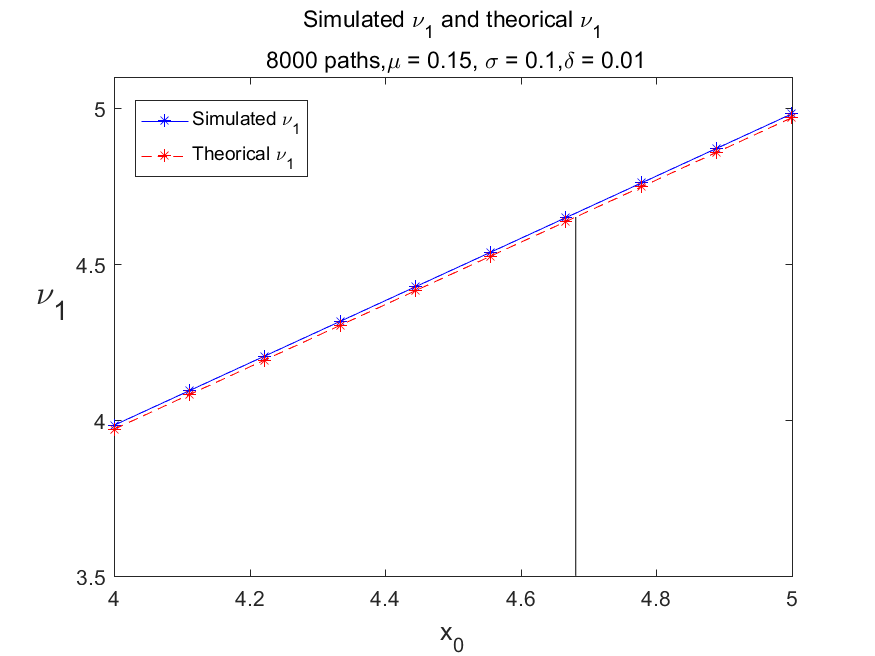 Simulated ν₁ and theorical ν₁
8000 paths,μ = 0.15, σ = 0.1,δ = 0.01
Simulated ν₁
Theorical ν₁
5
4.5
4
3.5
ν₁
4 4.2 4.4 4.6 4.8 5
x₀